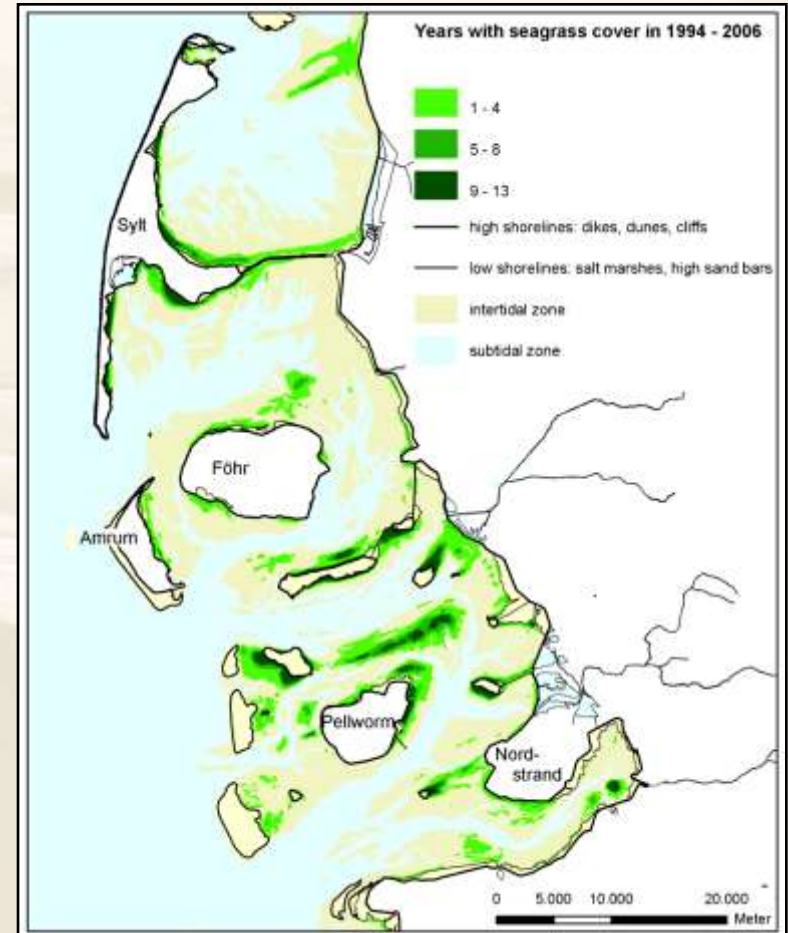 Years with seagrass cover in 1994 - 2006
1 - 4
5 - 8
9 - 13
high shorelines: dikes, dunes, cliffs
low shorelines: salt marshes, high sand bars
intertidal zone
subtidal zone
Sylt
Föhr
Amrum
Pellworm
Nord-
strand
0 5.000 10.000 20.000
Meter